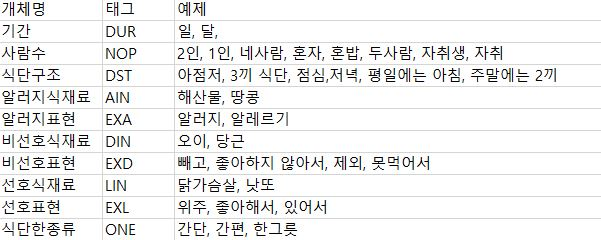 개체명 태그 예제
기간 DUR 일, 달,
사람수 NOP 2인, 1인, 네사람, 혼자, 혼밥, 두사람, 자취생, 자취
식단구조 DST 아점저, 3끼 식단, 점심,저녁, 평일에는 아침, 주말에는 2끼
알러지식재료 AIN 해산물, 땅콩
알러지표현 EXA 알러지, 알레르기
비선호식재료 DIN 오이, 당근
비선호표현 EXD 빼고, 좋아하지 않아서, 제외, 못먹어서
선호식재료 LIN 닭가슴살, 낫또
선호표현 EXL 위주, 좋아해서, 있어서
식단한종류 ONE 간단, 간편, 한그릇